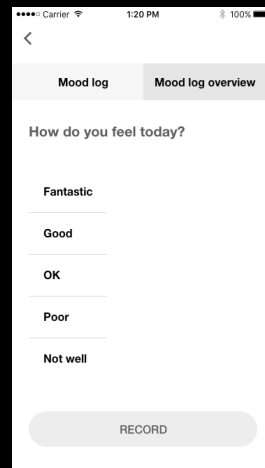 Carrier 1:20 PM 100%
Mood log Mood log overview
How do you feel today?
Fantastic
Good
OK
Poor
Not well
RECORD